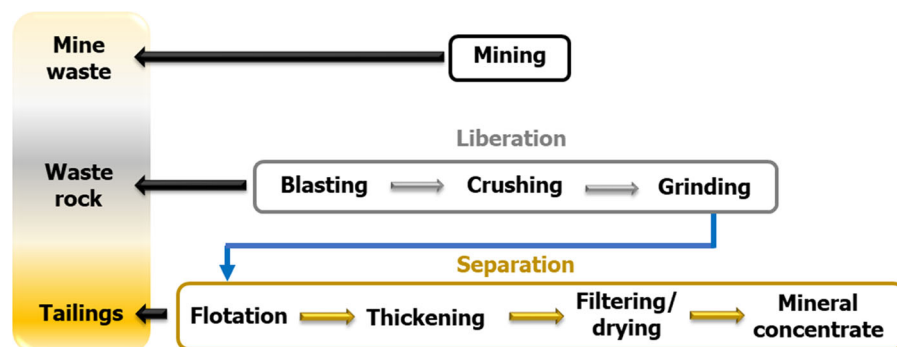 Mine
waste
Mining
Liberation
Waste
rock
Blasting
Crushing
Grinding
Separation
Tailings
Flotation
Thickening
Filtering/
drying
Mineral
concentrate